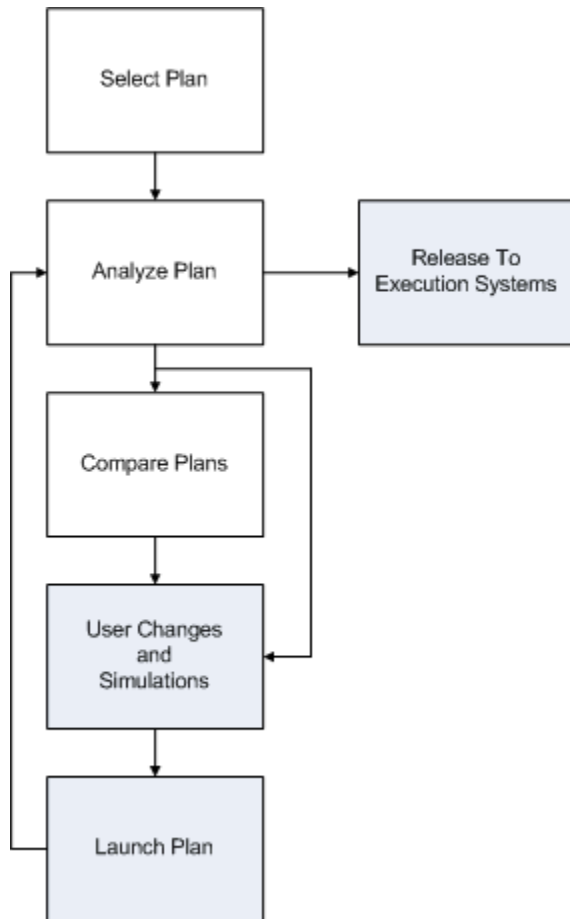 Select Plan
Analyze Plan
Release To
Execution Systems
Compare Plans
User Changes
and
Simulations
Launch Plan